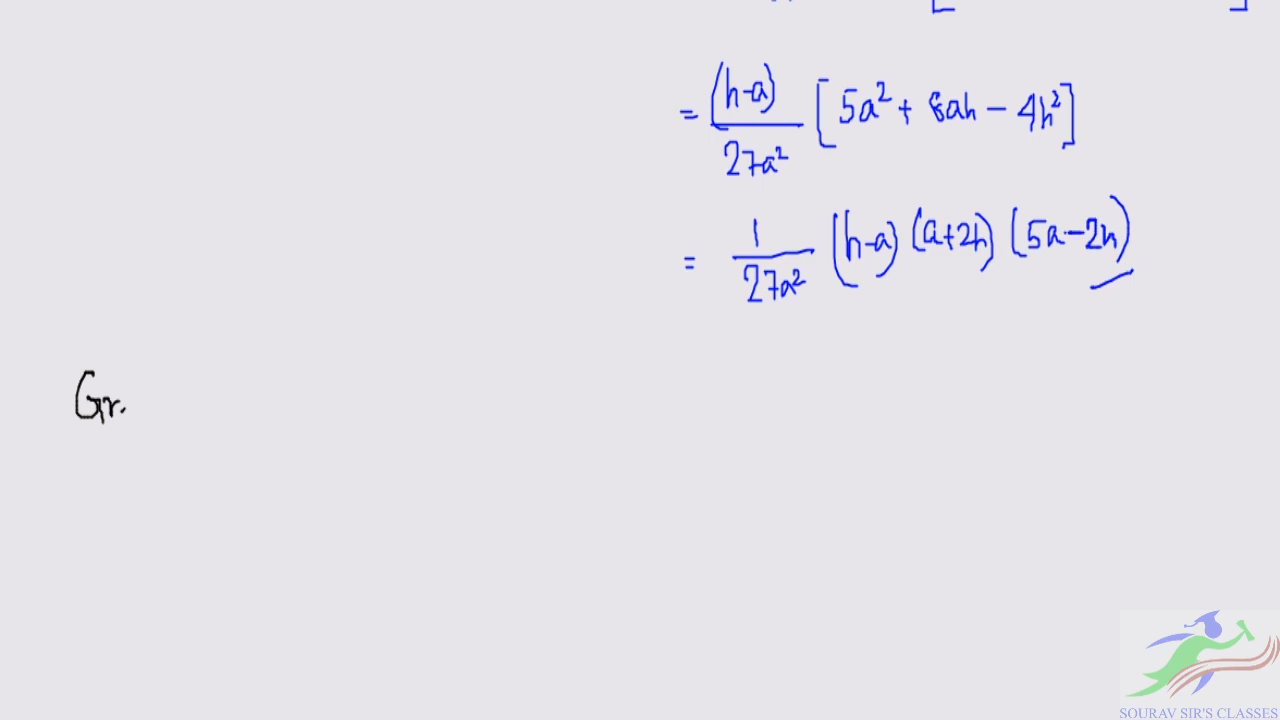 = (h-a)/27a² [5a² + 8ah - 4h²]
= 1/27a² (h-a) (a+2h) (5a-2h)
Gr.
SOURAV SIR'S CLASSES